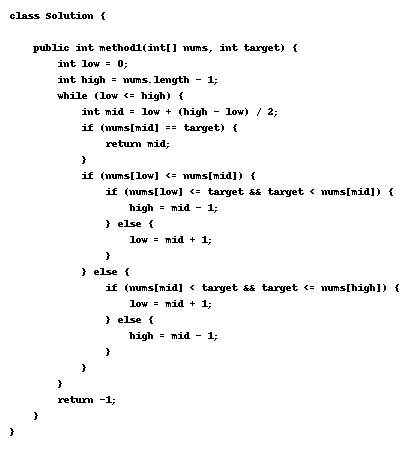 class Solution {
public int method1(int[] nums, int target) {
int low = 0;
int high = nums.length - 1;
while (low <= high) {
int mid = low + (high - low) / 2;
if (nums[mid] == target) {
return mid;
}
if (nums[low] <= nums[mid]) {
if (nums[low] <= target && target < nums[mid]) {
high = mid - 1;
} else {
low = mid + 1;
}
} else {
if (nums[mid] < target && target <= nums[high]) {
low = mid + 1;
} else {
high = mid - 1;
}
}
}
return -1;
}
}